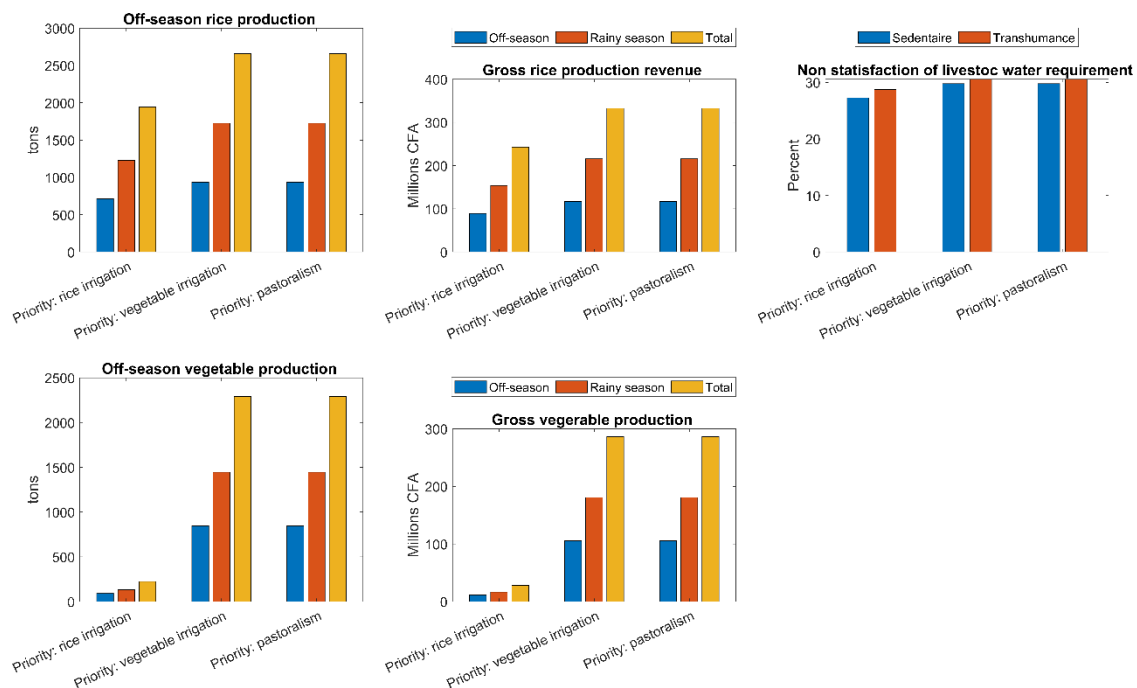 Off-season rice production
3000
2500
2000
1500
1000
500
0
tons
Priority: rice irrigation
Priority: vegetable irrigation
Priority: pastoralism
Off-season Rainy season Total
Gross rice production revenue
400
300
200
100
0
Millions CFA
Priority: rice irrigation
Priority: vegetable irrigation
Priority: pastoralism
Sedentaire Transhumance
Non statisfaction of livestoc water requirement
30
20
10
0
Percent
Priority: rice irrigation
Priority: vegetable irrigation
Priority: pastoralism
Off-season vegetable production
2500
2000
1500
1000
500
0
tons
Priority: rice irrigation
Priority: vegetable irrigation
Priority: pastoralism
Off-season Rainy season Total
Gross vegerable production
300
200
100
0
Millions CFA
Priority: rice irrigation
Priority: vegetable irrigation
Priority: pastoralism